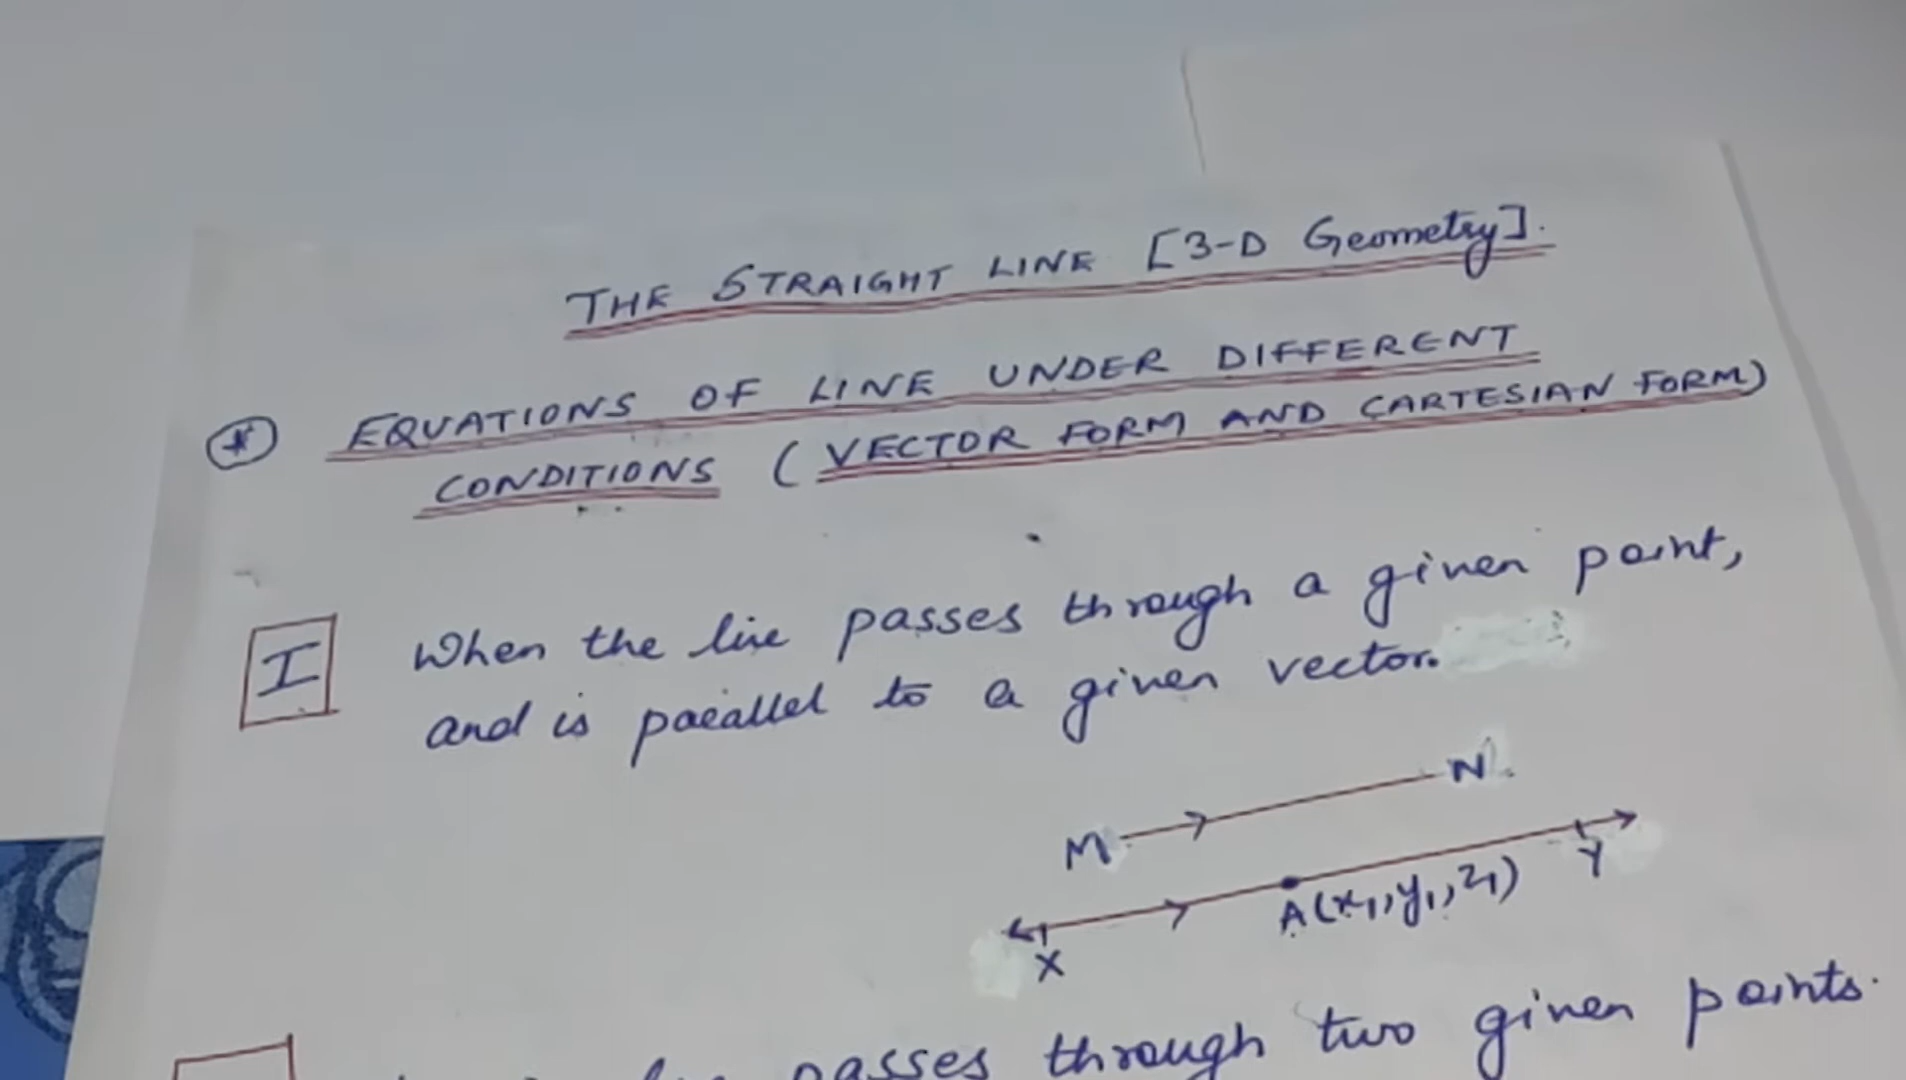 THE STRAIGHT LINE [3-D Geometry].
* EQUATIONS OF LINE UNDER DIFFERENT
CONDITIONS (VECTOR FORM AND CARTESIAN FORM)
I When the line passes through a given point,
and is parallel to a given vector.
N
M
A(x1, y1, z1) Y
X
passes through two given points.